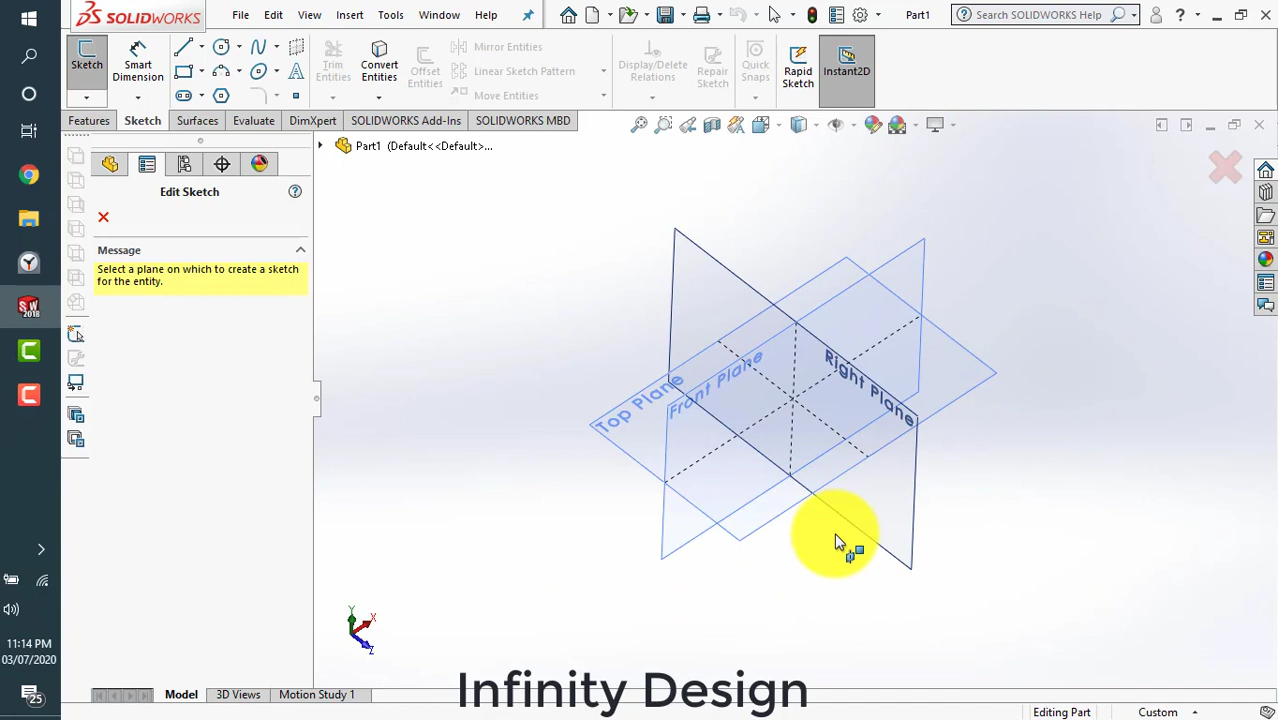 SOLIDWORKS File Edit View Insert Tools Window Help Part1 Search SOLIDWORKS Help
Sketch Smart Dimension Trim Entities Convert Entities Offset Entities Mirror Entities Linear Sketch Pattern Move Entities Display/Delete Relations Repair Sketch Quick Snaps Rapid Sketch Instant2D
Features Sketch Surfaces Evaluate DimXpert SOLIDWORKS Add-Ins SOLIDWORKS MBD
Part1 (Default<<Default>...
Edit Sketch
Message
Select a plane on which to create a sketch
for the entity.
Top Plane
Front Plane
Right Plane
Y
X
Z
SW
2018
11:14 PM
03/07/2020
25
Model 3D Views Motion Study 1
Infinity Design
Editing Part Custom